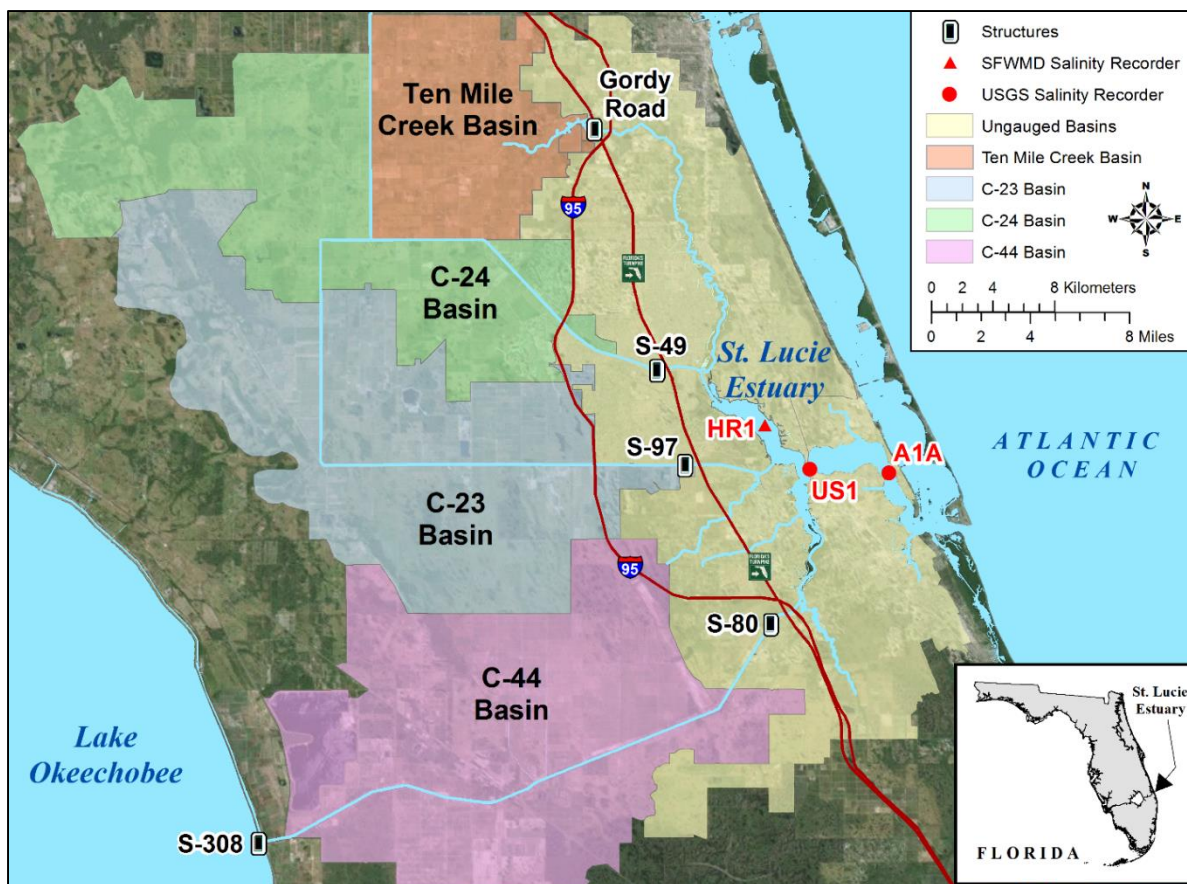 Structures
SFWMD Salinity Recorder
USGS Salinity Recorder
Ungauged Basins
Ten Mile Creek Basin
C-23 Basin
C-24 Basin
C-44 Basin
N
W
E
S
0 2 4 8 Kilometers
0 2 4 8 Miles
Gordy
Road
Ten Mile
Creek Basin
95
C-24
Basin
S-49
St. Lucie
Estuary
HR1
A1A
S-97
US1
ATLANTIC
OCEAN
C-23
Basin
95
S-80
C-44
Basin
Lake
Okeechobee
S-308
St. Lucie
Estuary
FLORIDA